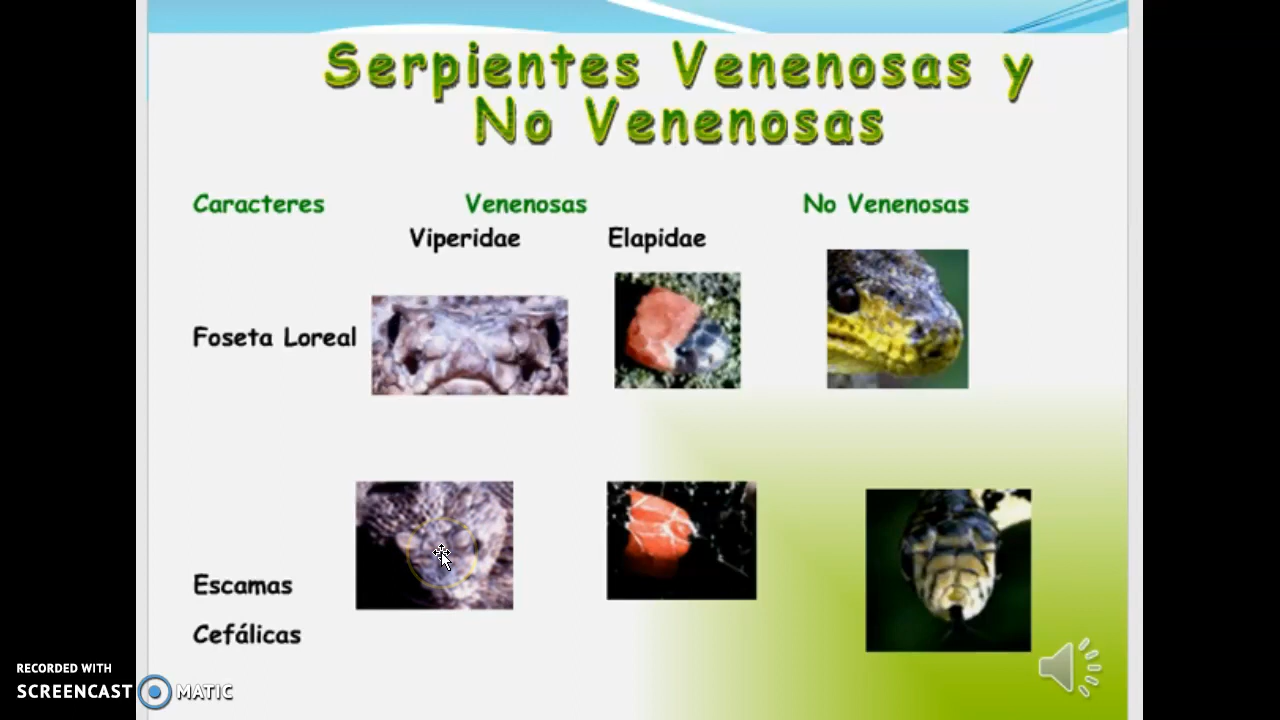 Serpientes Venenosas y
No Venenosas
Caracteres Venenosas No Venenosas
Viperidae Elapidae
Foseta Loreal
Escamas
Cefálicas
RECORDED WITH
SCREENCAST MATIC